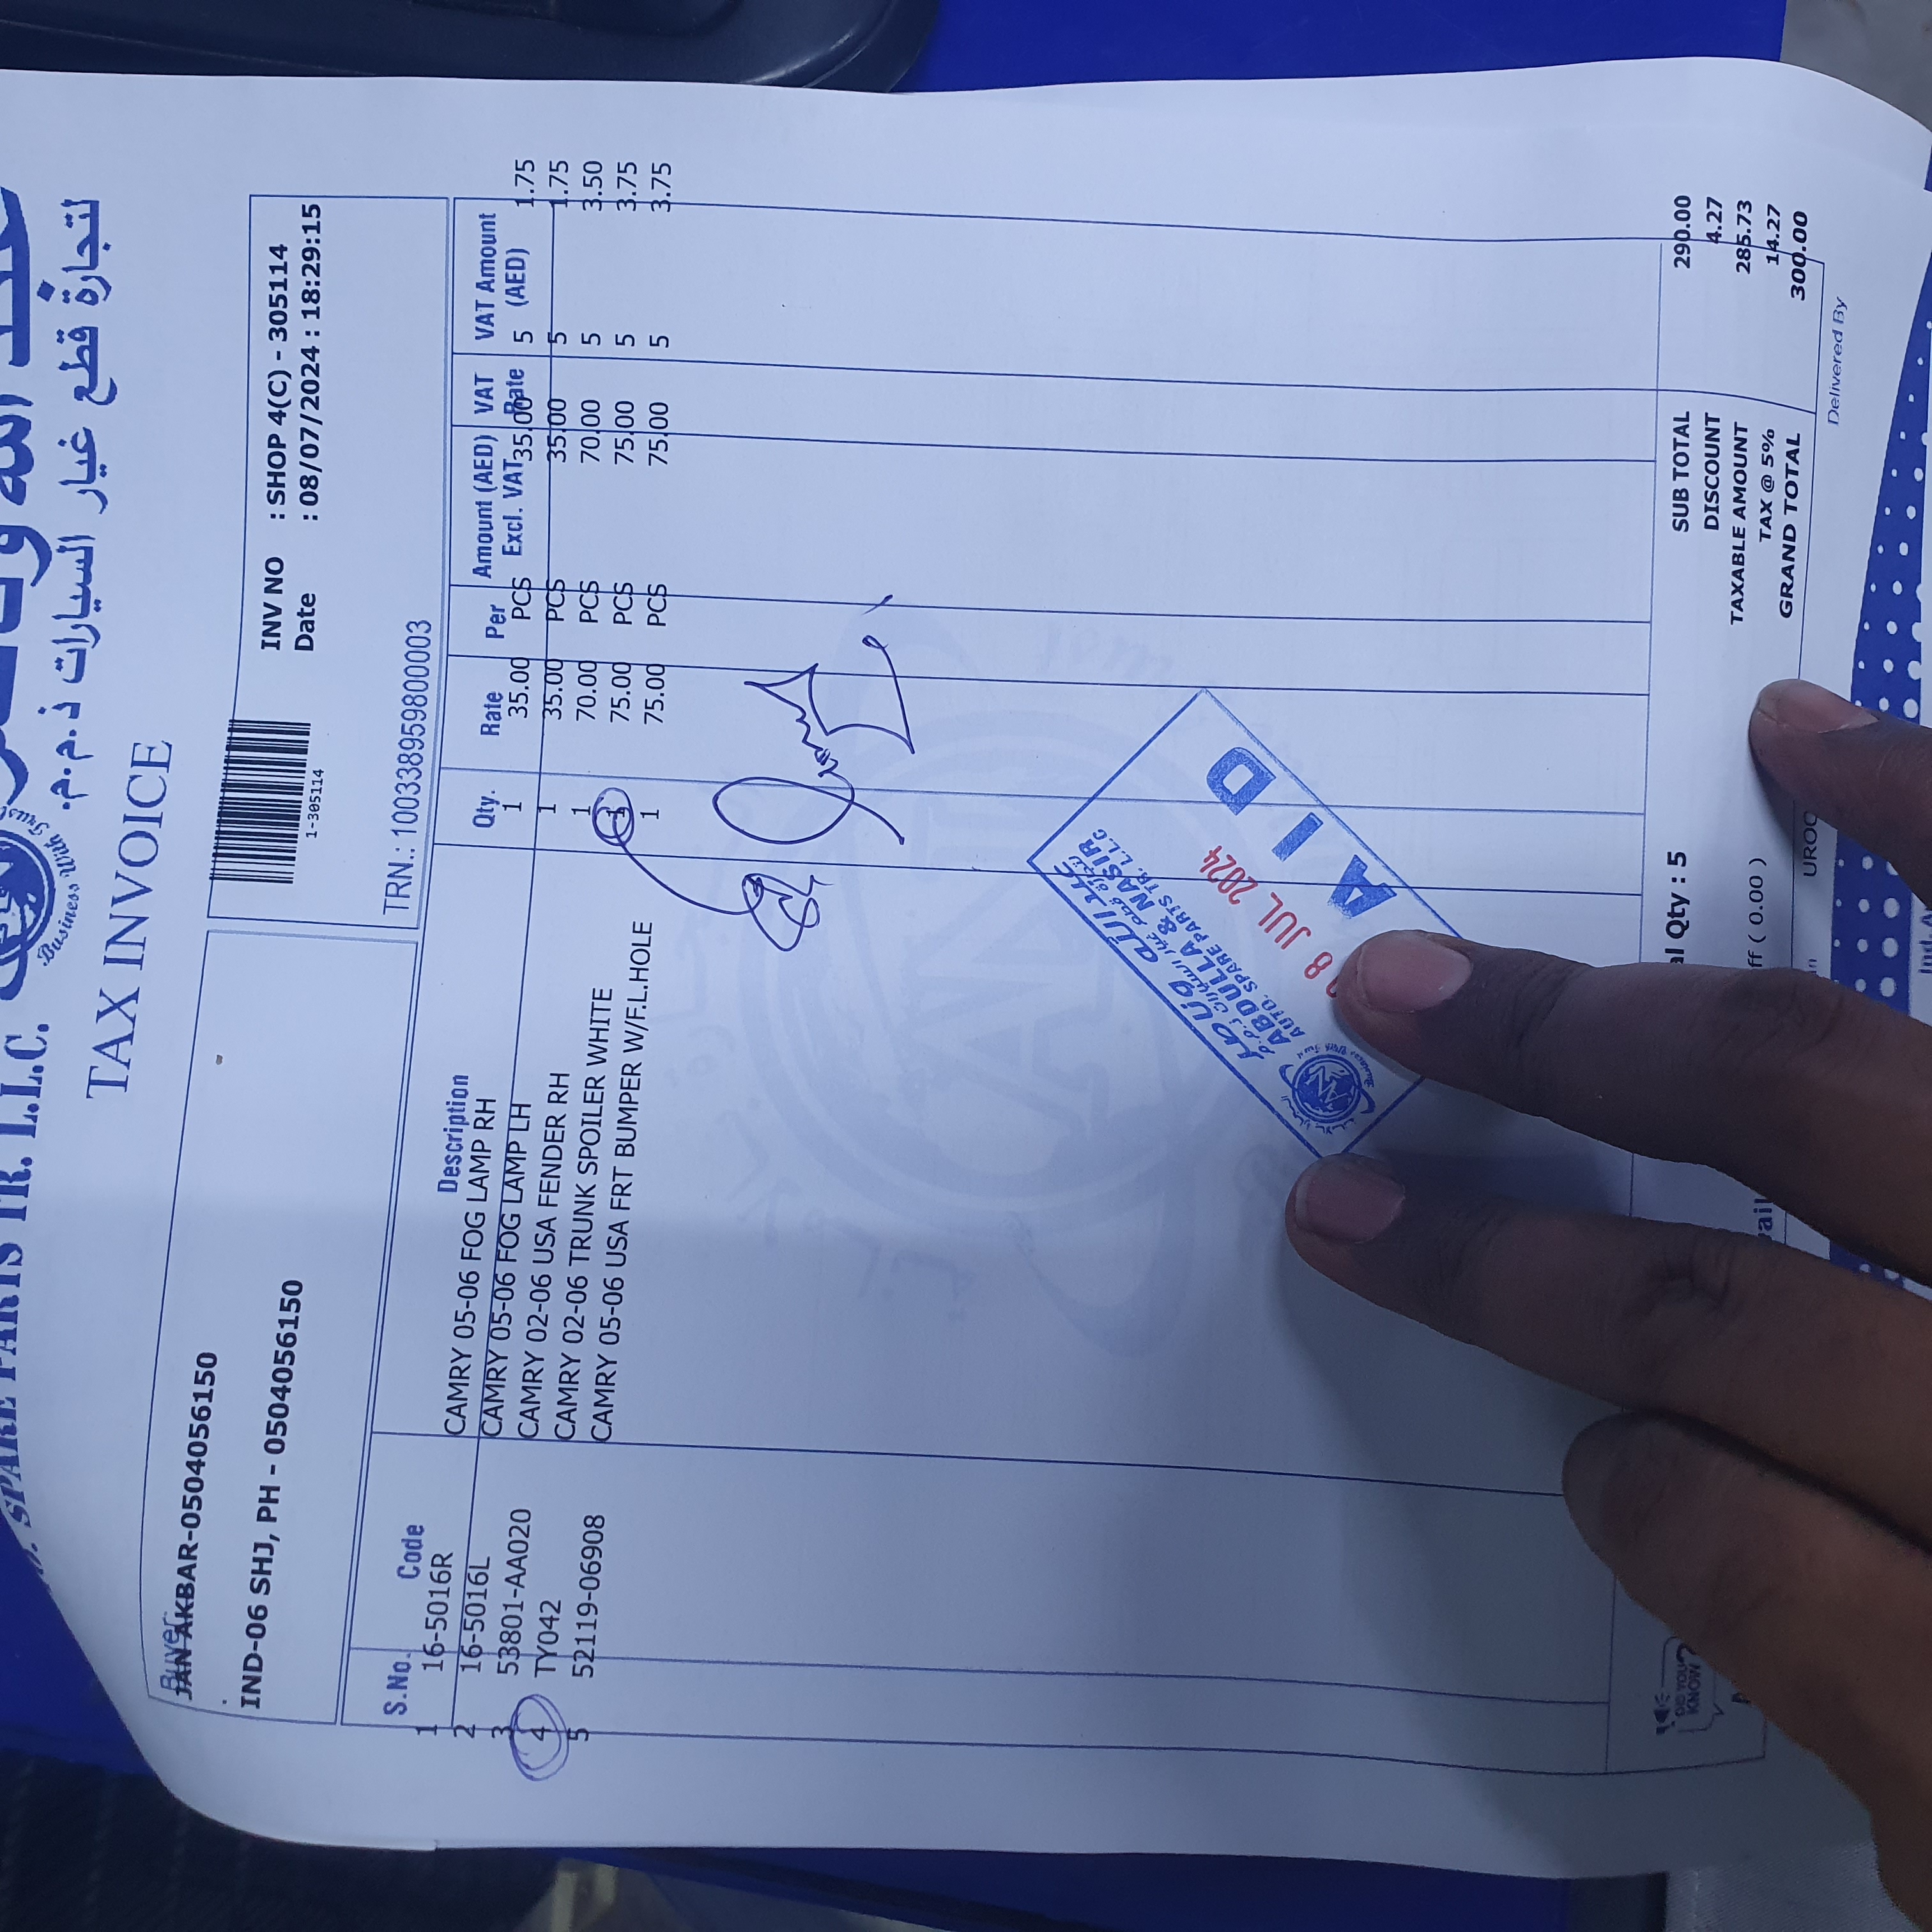 SPARE PARTS TR. L.L.C.
لتجارة قطع غيار السيارات ذ.م.م.
Business With Trust
TAX INVOICE
Buyer
JAN AKBAR-0504056150
IND-06 SHJ, PH - 0504056150
1-305114
INV NO : SHOP 4(C) - 305114
Date : 08/07/2024 : 18:29:15
TRN.: 100338959800003
S.No. Code Description Qty. Rate Per Amount (AED) Excl. VAT VAT Rate VAT Amount (AED)
1 16-5016R CAMRY 05-06 FOG LAMP RH 1 35.00 PCS 35.00 5 1.75
2 16-5016L CAMRY 05-06 FOG LAMP LH 1 35.00 PCS 35.00 5 1.75
3 53801-AA020 CAMRY 02-06 USA FENDER RH 1 70.00 PCS 70.00 5 3.50
4 TY042 CAMRY 02-06 TRUNK SPOILER WHITE 1 75.00 PCS 75.00 5 3.75
5 52119-06908 CAMRY 05-06 USA FRT BUMPER W/F.L.HOLE 1 75.00 PCS 75.00 5 3.75
ABDULLA & NASIR
AUTO. SPARE PARTS TR. L.L.C
8 JUL 2024
AID
DID YOU KNOW?
al Qty : 5
ff ( 0.00 )
SUB TOTAL 290.00
DISCOUNT 4.27
TAXABLE AMOUNT 285.73
TAX @ 5% 14.27
GRAND TOTAL 300.00
UROO
Delivered By